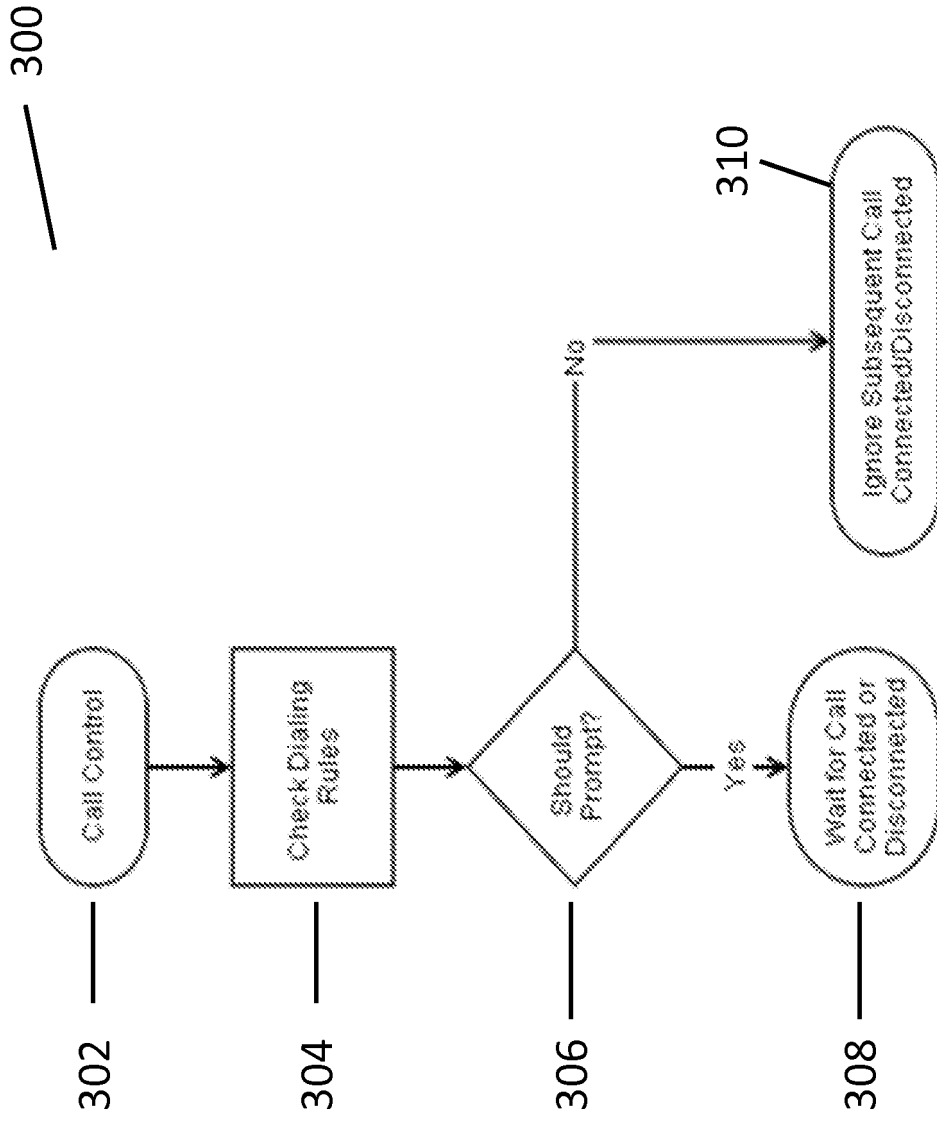 300
302
Call Control
304
Check Dialing
Rules
306
Should
Prompt?
No
Yes
308
Wait for Call
Connected or
Disconnected
310
Ignore Subsequent Call
Connected/Disconnected